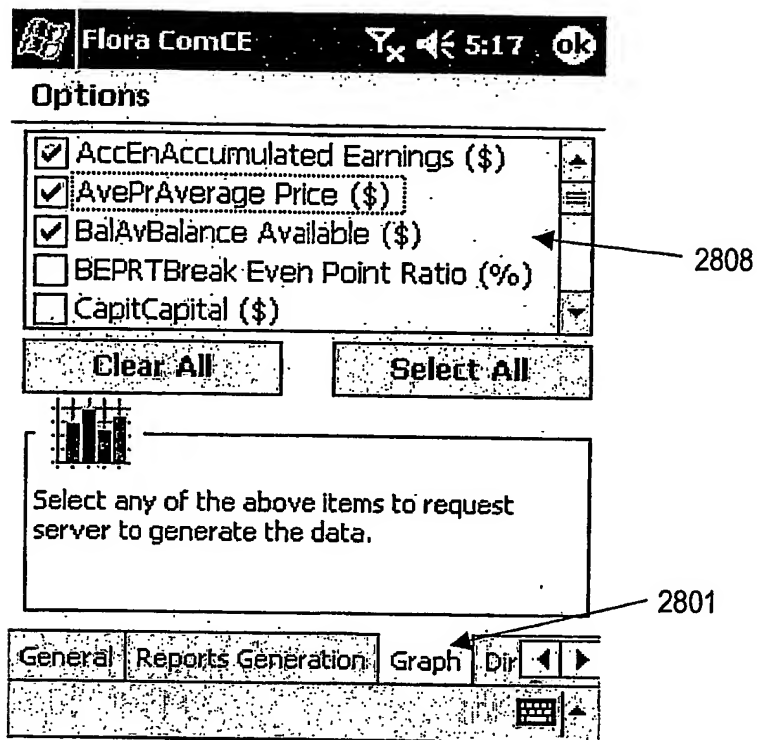 Flora ComCE 5:17 ok
Options
AccEnAccumulated Earnings ($)
AvePrAverage Price ($)
BalAvBalance Available ($)
2808
BEPRTBreak Even Point Ratio (%)
CapitCapital ($)
Clear All Select All
Select any of the above items to request
server to generate the data.
2801
General Reports Generation Graph Dir